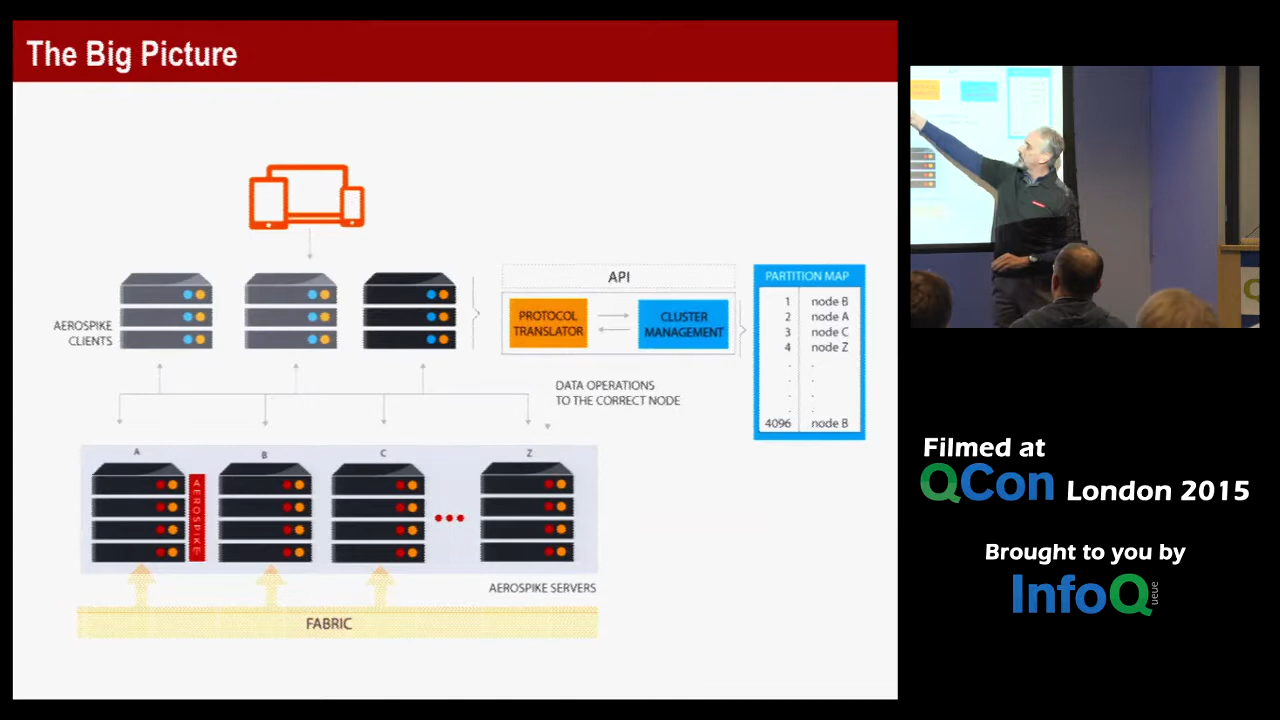 The Big Picture
AEROSPIKE
CLIENTS
API
PROTOCOL
TRANSLATOR
CLUSTER
MANAGEMENT
PARTITION MAP
1 node B
2 node A
3 node C
4 node Z
. .
. .
. .
. .
4096 node B
DATA OPERATIONS
TO THE CORRECT NODE
A
B
C
Z
AEROSPIKE
AEROSPIKE SERVERS
FABRIC
Filmed at
QCon London 2015
Brought to you by
InfoQueue